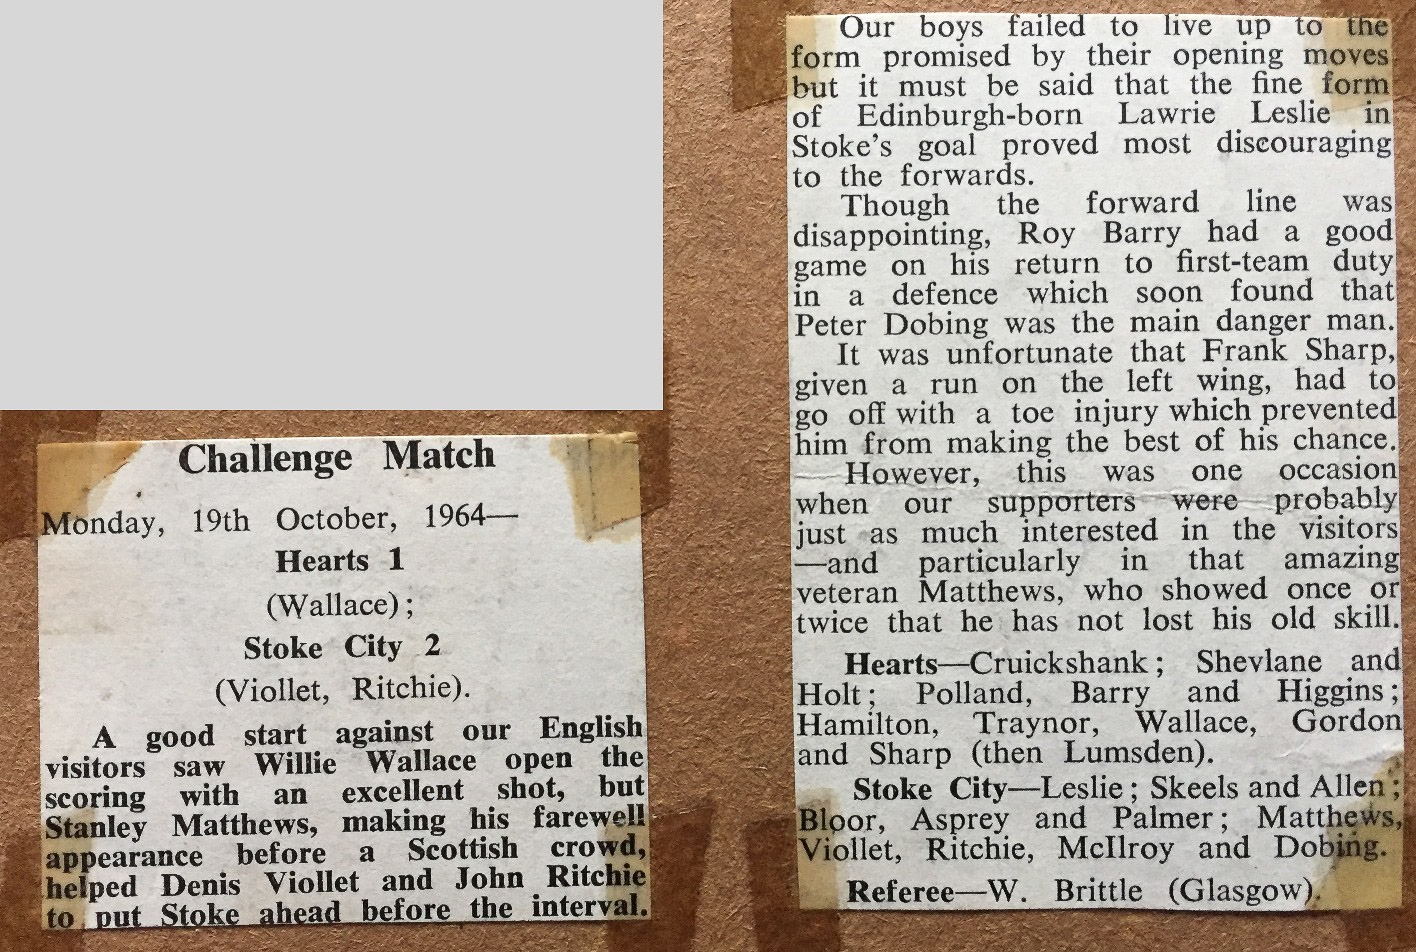 Challenge Match
Monday, 19th October, 1964—
Hearts 1
(Wallace) ;
Stoke City 2
(Viollet, Ritchie).
A good start against our English
visitors saw Willie Wallace open the
scoring with an excellent shot, but
Stanley Matthews, making his farewell
appearance before a Scottish crowd,
helped Denis Viollet and John Ritchie
to put Stoke ahead before the interval.
Our boys failed to live up to the
form promised by their opening moves
but it must be said that the fine form
of Edinburgh-born Lawrie Leslie in
Stoke's goal proved most discouraging
to the forwards.
Though the forward line was
disappointing, Roy Barry had a good
game on his return to first-team duty
in a defence which soon found that
Peter Dobing was the main danger man.
It was unfortunate that Frank Sharp,
given a run on the left wing, had to
go off with a toe injury which prevented
him from making the best of his chance.
However, this was one occasion
when our supporters were probably
just as much interested in the visitors
—and particularly in that amazing
veteran Matthews, who showed once or
twice that he has not lost his old skill.
Hearts—Cruickshank ; Shevlane and
Holt ; Polland, Barry and Higgins ;
Hamilton, Traynor, Wallace, Gordon
and Sharp (then Lumsden).
Stoke City—Leslie ; Skeels and Allen ;
Bloor, Asprey and Palmer ; Matthews,
Viollet, Ritchie, McIlroy and Dobing.
Referee—W. Brittle (Glasgow).